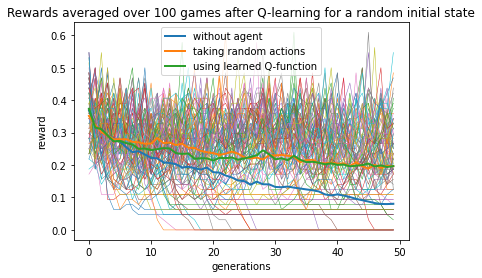 Rewards averaged over 100 games after Q-learning for a random initial state
without agent
taking random actions
using learned Q-function
reward
0.6
0.5
0.4
0.3
0.2
0.1
0.0
0
10
20
30
40
50
generations